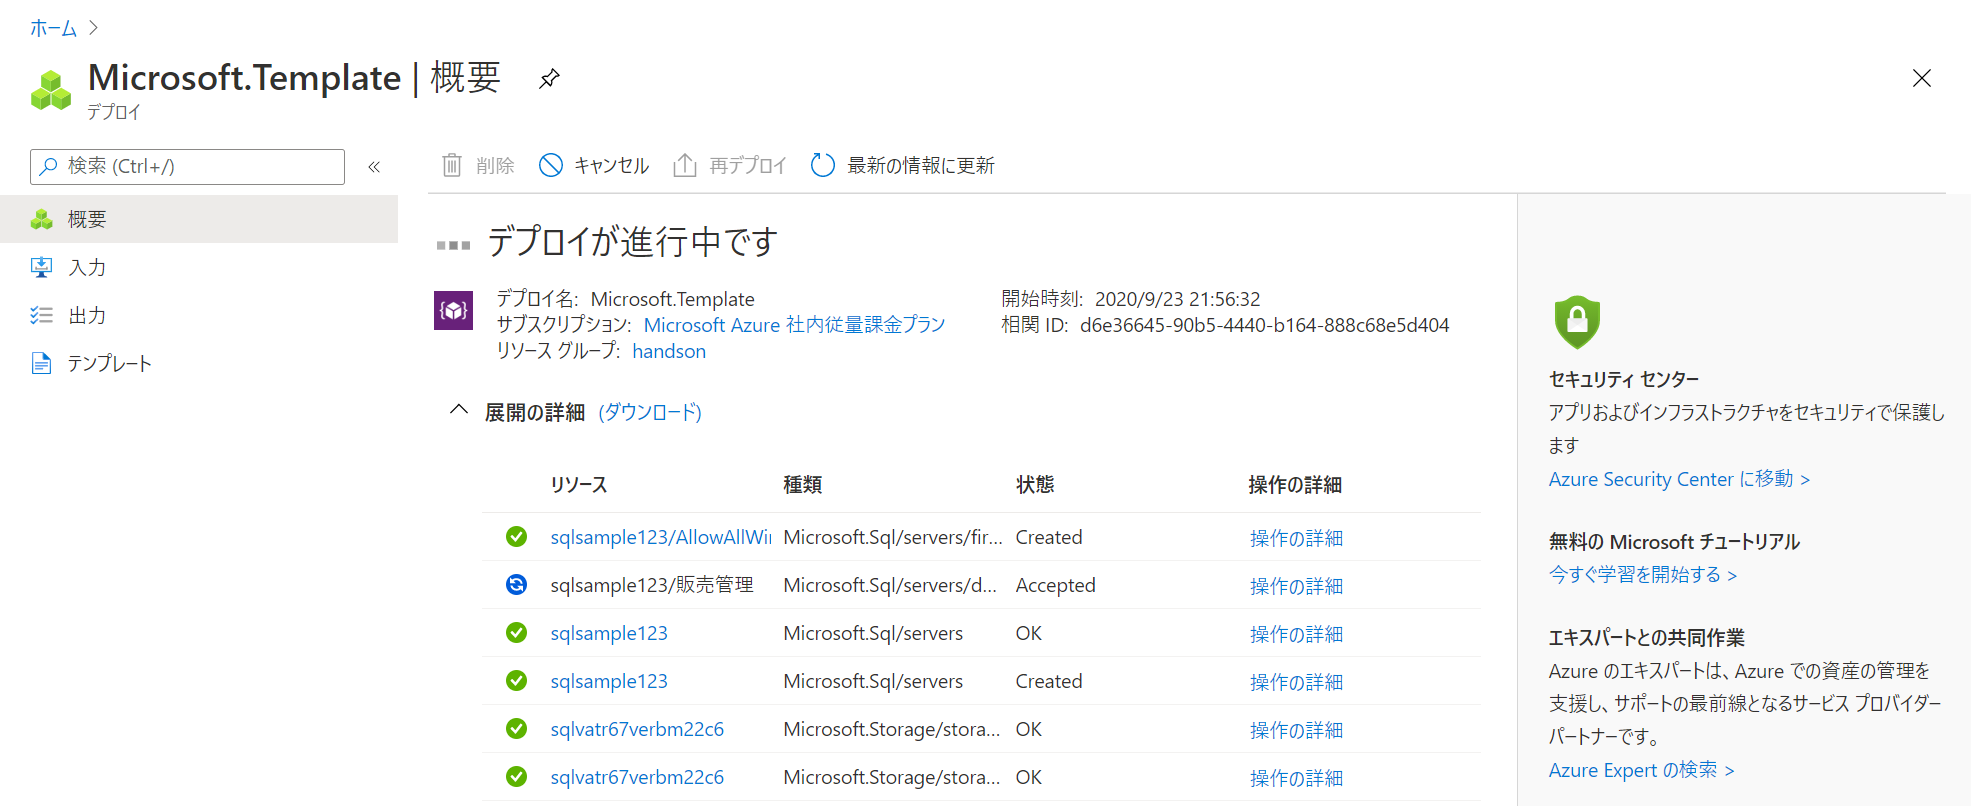 ホーム >
Microsoft.Template | 概要
デプロイ
検索 (Ctrl+/)
«
概要
入力
出力
テンプレート
削除 キャンセル 再デプロイ 最新の情報に更新
デプロイが進行中です
デプロイ名: Microsoft.Template
サブスクリプション: Microsoft Azure 社内従量課金プラン
リソース グループ: handson
開始時刻: 2020/9/23 21:56:32
相関 ID: d6e36645-90b5-4440-b164-888c68e5d404
展開の詳細 (ダウンロード)
リソース 種類 状態 操作の詳細
sqlsample123/AllowAllWin Microsoft.Sql/servers/fir... Created 操作の詳細
sqlsample123/販売管理 Microsoft.Sql/servers/d... Accepted 操作の詳細
sqlsample123 Microsoft.Sql/servers OK 操作の詳細
sqlsample123 Microsoft.Sql/servers Created 操作の詳細
sqlvatr67verbm22c6 Microsoft.Storage/stora... OK 操作の詳細
sqlvatr67verbm22c6 Microsoft.Storage/stora... OK 操作の詳細
セキュリティ センター
アプリおよびインフラストラクチャをセキュリティで保護し
ます
Azure Security Center に移動 >
無料の Microsoft チュートリアル
今すぐ学習を開始する >
エキスパートとの共同作業
Azure のエキスパートは、Azure での資産の管理を
支援し、サポートの最前線となるサービス プロバイダー
パートナーです。
Azure Expert の検索 >